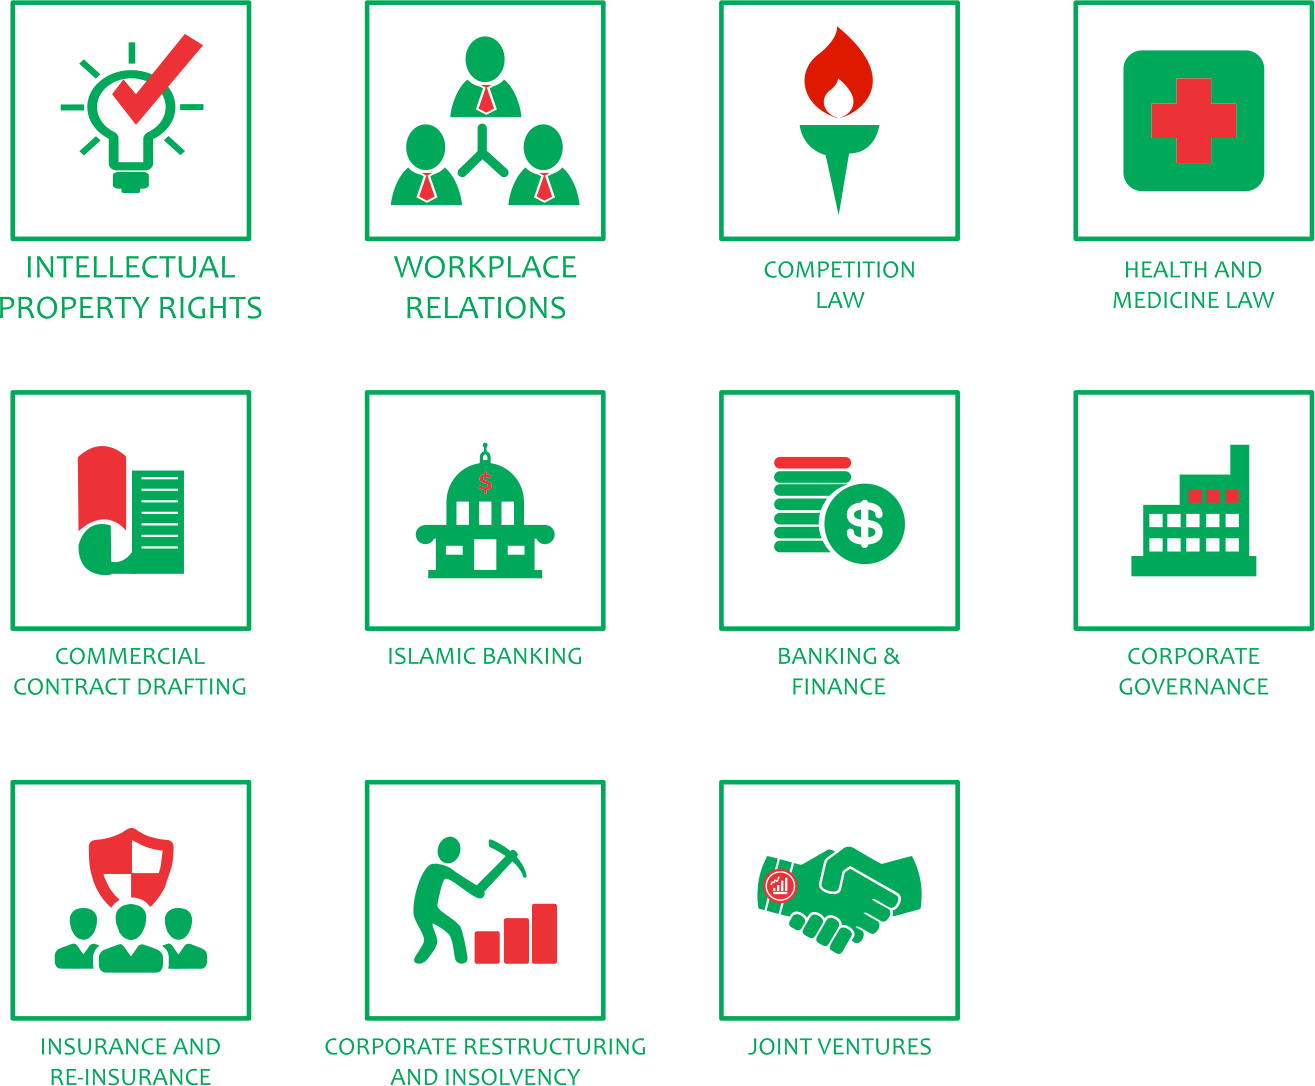 INTELLECTUAL
PROPERTY RIGHTS
WORKPLACE
RELATIONS
COMPETITION
LAW
HEALTH AND
MEDICINE LAW
$
$
COMMERCIAL
CONTRACT DRAFTING
ISLAMIC BANKING
BANKING &
FINANCE
CORPORATE
GOVERNANCE
INSURANCE AND
RE-INSURANCE
CORPORATE RESTRUCTURING
AND INSOLVENCY
JOINT VENTURES